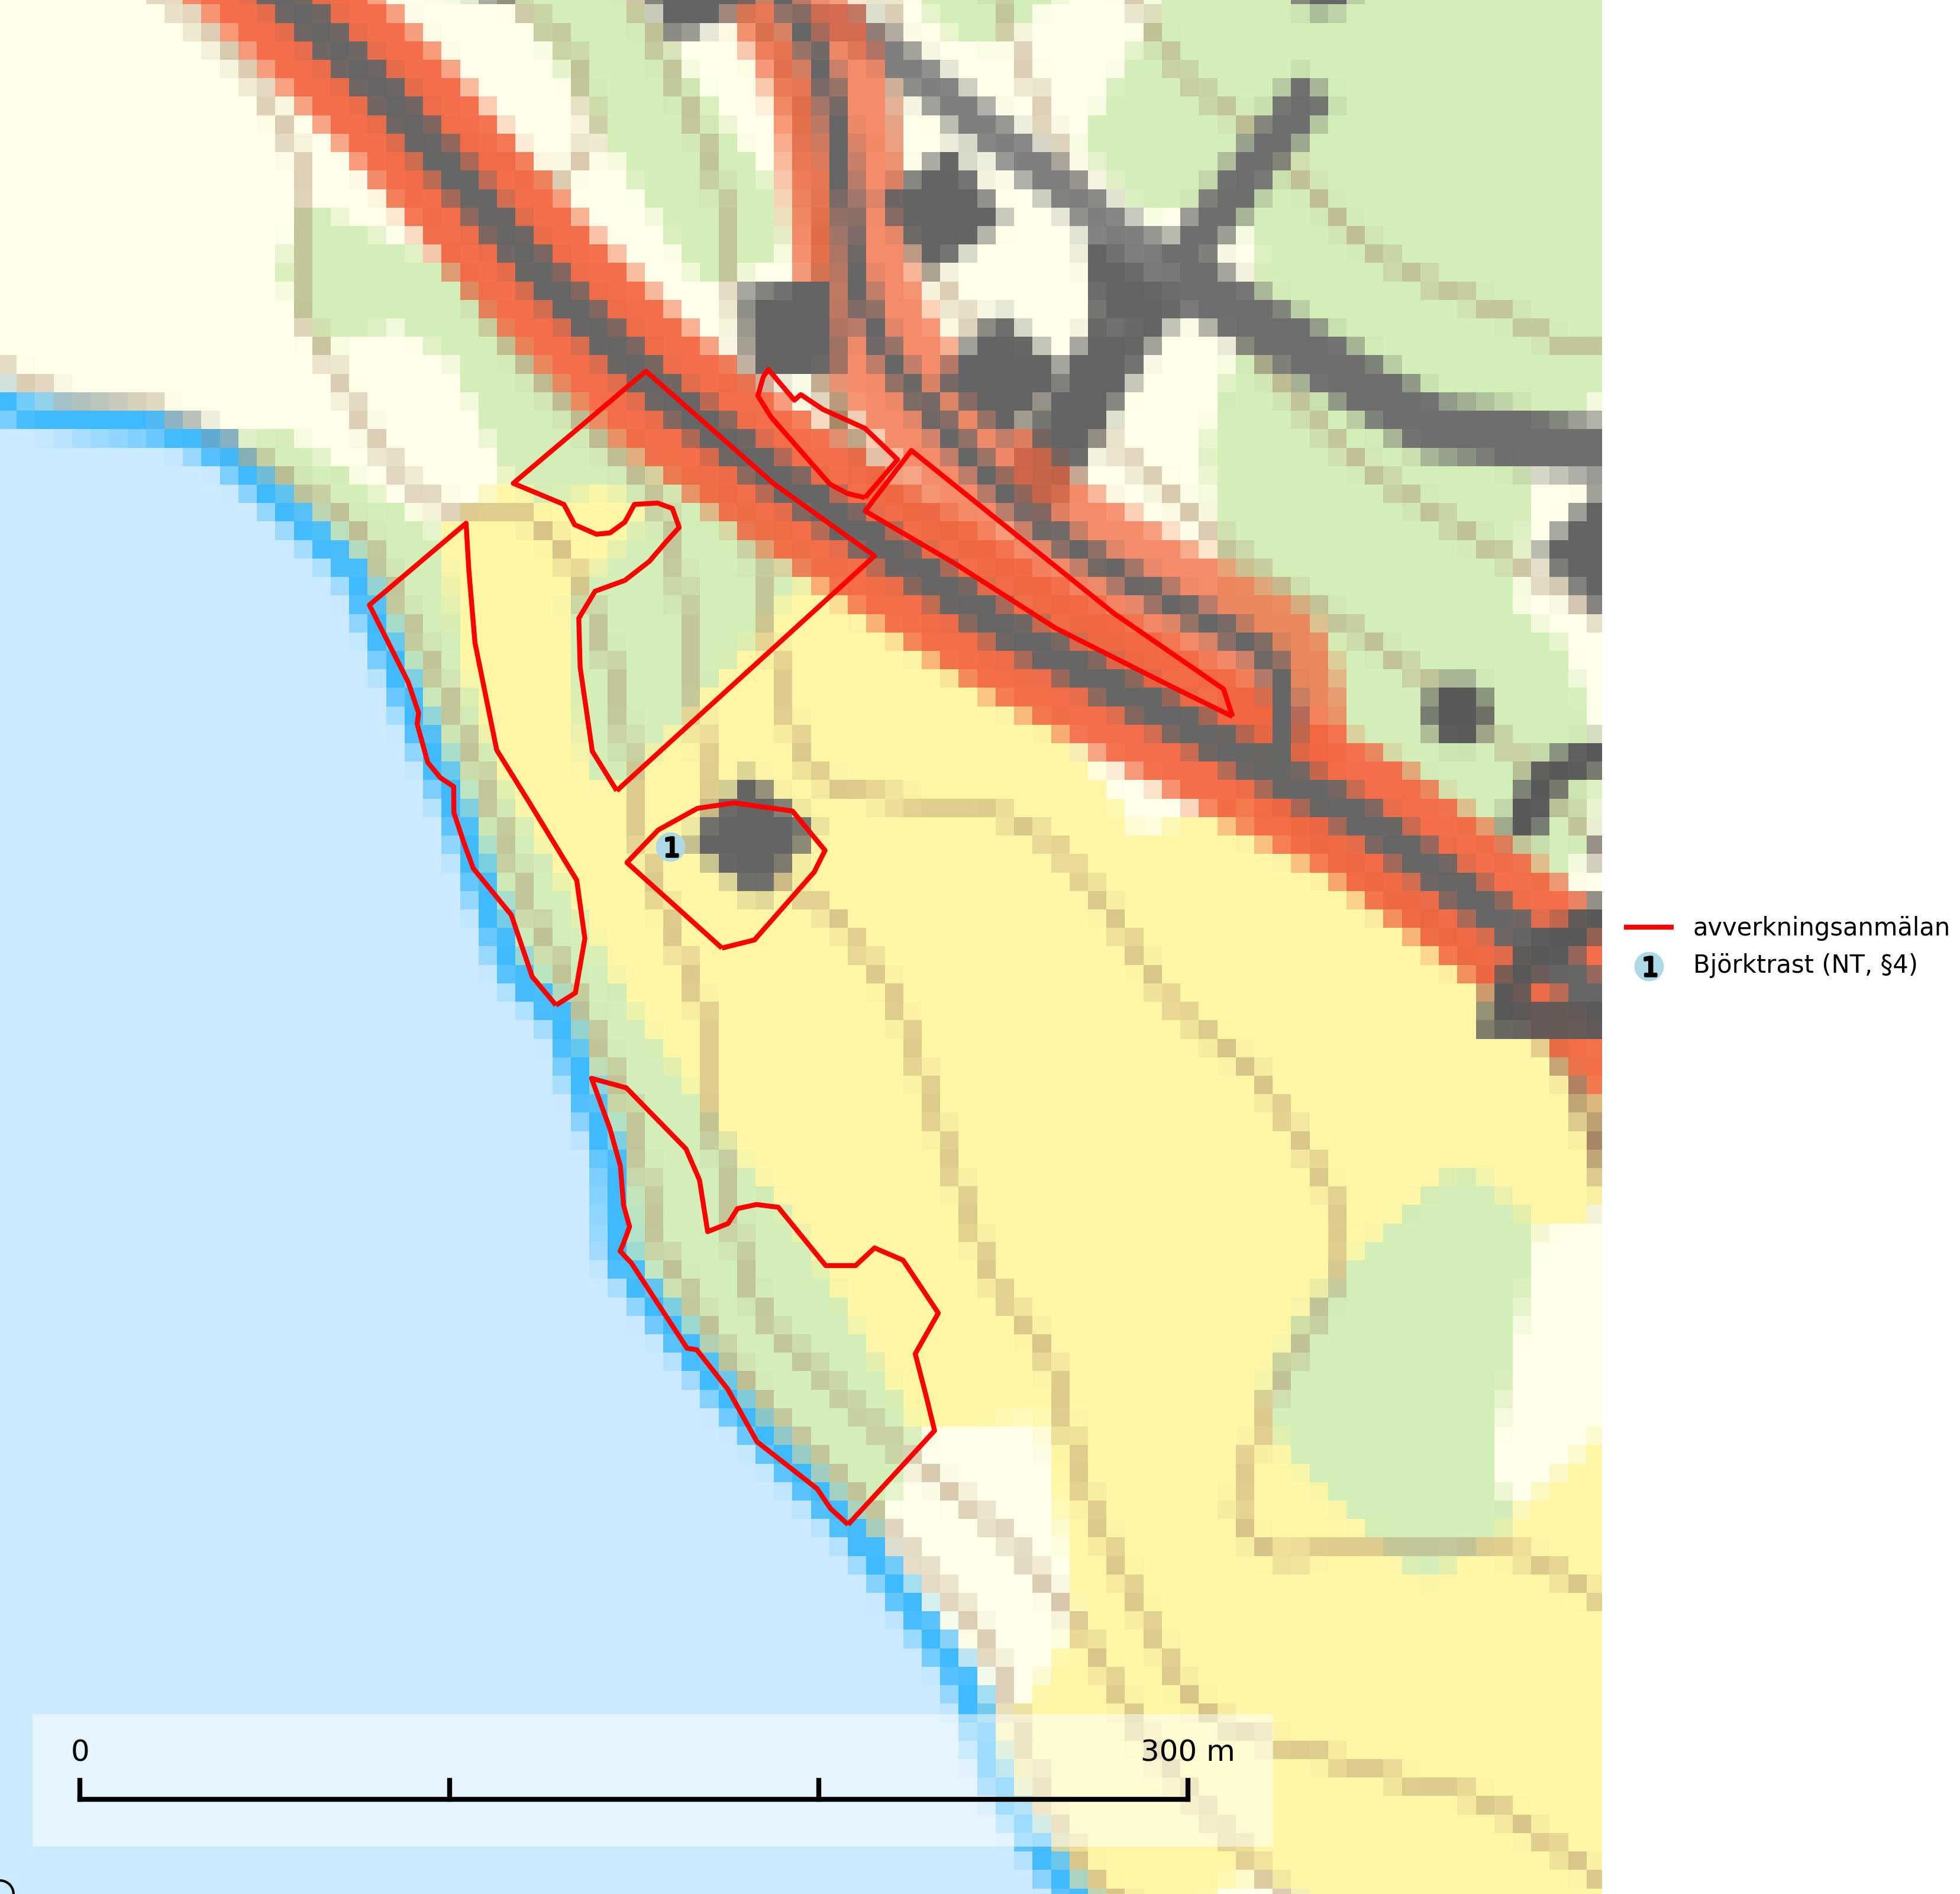 1
avverkningsanmälan
1 Björktrast (NT, §4)
0 300 m